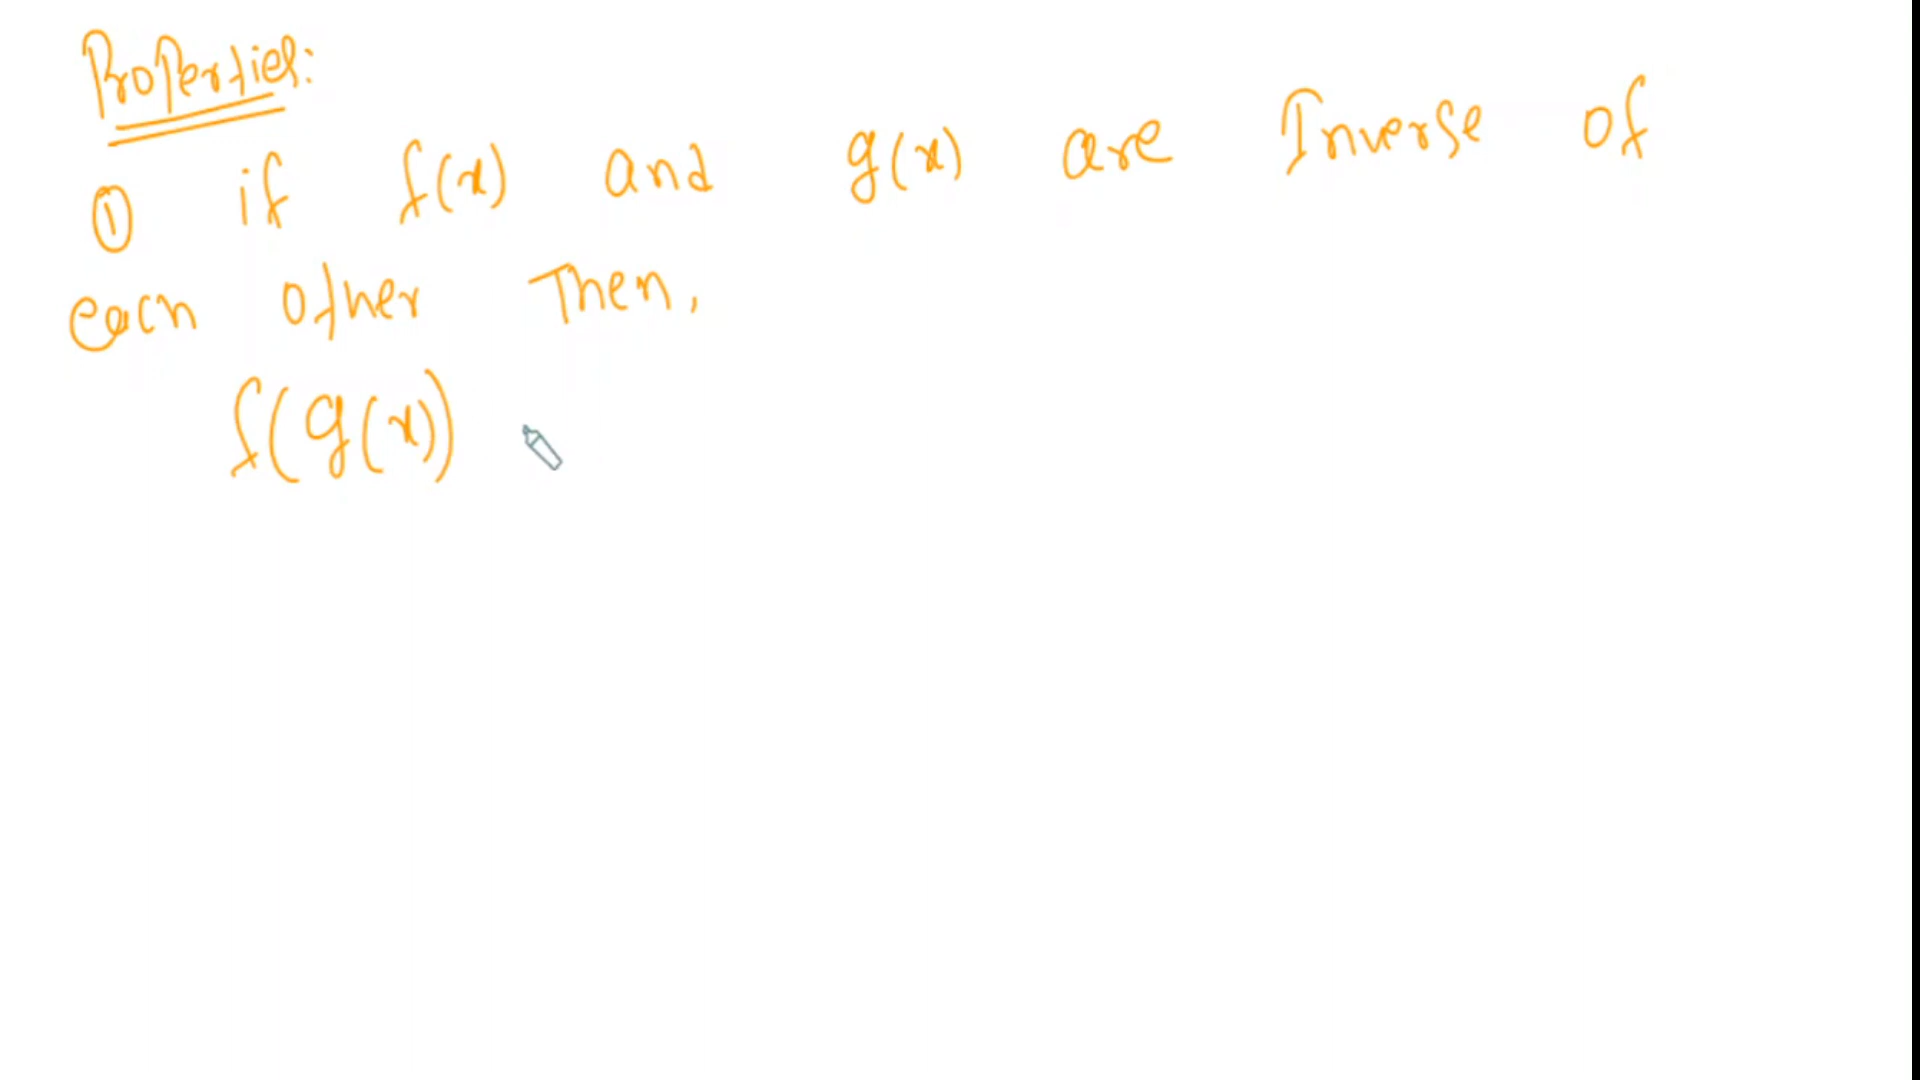 Properties:
① if f(x) and g(x) are Inverse of
each other Then,
f(g(x))